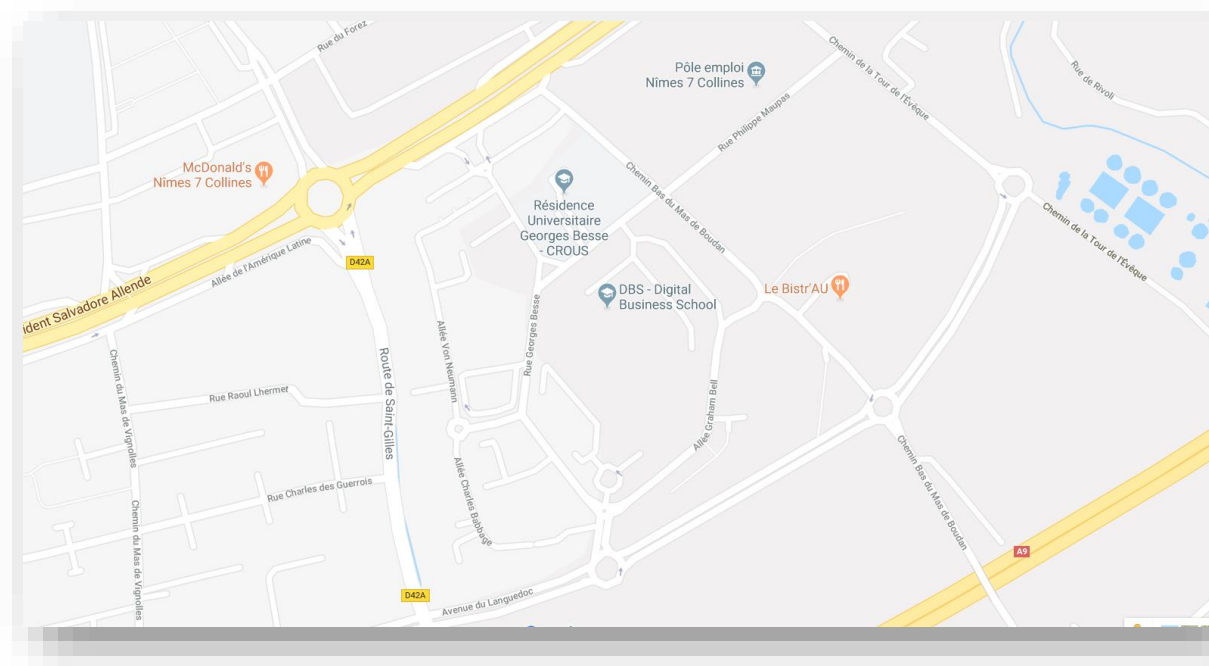 Rue du Forez
Pôle emploi
Nîmes 7 Collines
Chemin de la Tour de l'Évêque
Rue de Rivoli
Rue Philippe Maupas
McDonald's
Nimes 7 Collines
Résidence
Universitaire
Georges Besse
- CROUS
Chemin Bas du Mas de Boudan
Chemin de la Tour de l'Évêque
Allée de l'Amérique Latine
D42A
ident Salvadore Allende
DBS - Digital
Business School
Le Bistr'AU
Rue Georges Besse
Allée Von Neumann
Route de Saint-Gilles
Chemin du Mas de Vignolles
Rue Raoul Lhermet
Allée Graham Bell
Chemin Bas du Mas de Boudan
Allée Charles Babbage
Rue Charles des Guerrois
Chemin du Mas de Vignolles
A9
D42A
Avenue du Languedoc